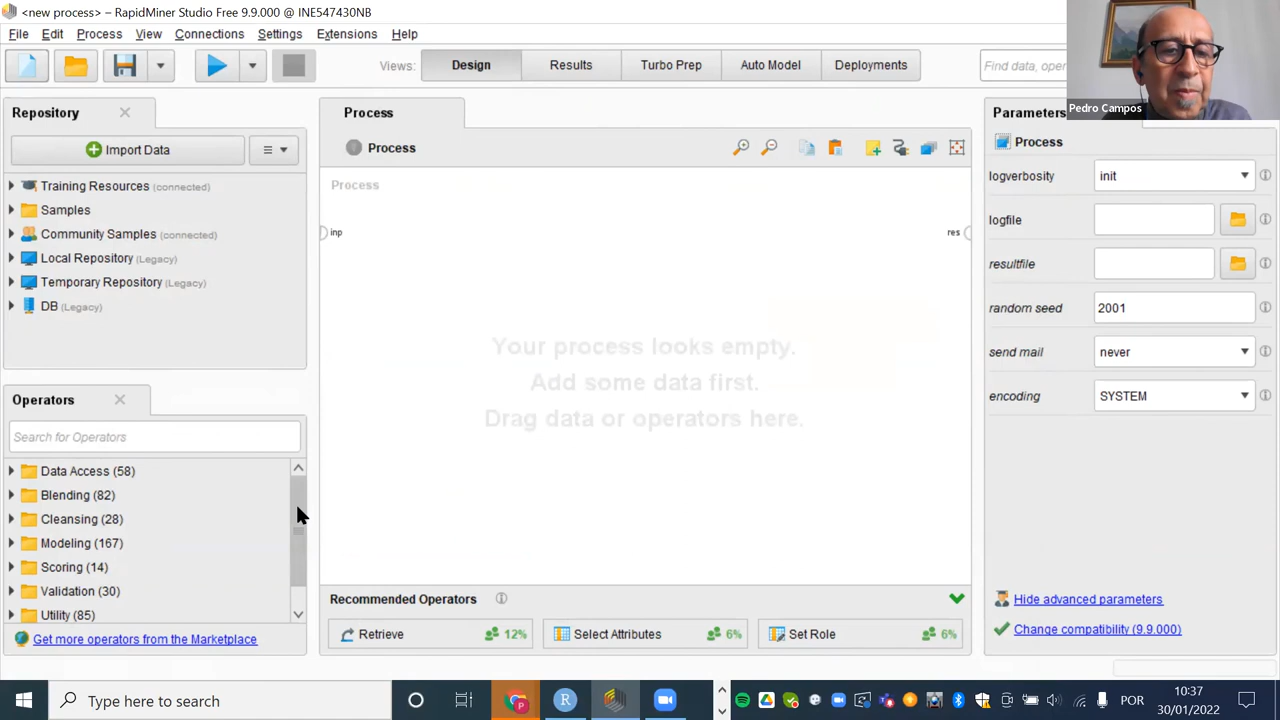 <new process> – RapidMiner Studio Free 9.9.000 @ INE547430NB
File Edit Process View Connections Settings Extensions Help
Views: Design Results Turbo Prep Auto Model Deployments Find data, oper
Pedro Campos
Repository
Import Data
Training Resources (connected)
Samples
Community Samples (connected)
Local Repository (Legacy)
Temporary Repository (Legacy)
DB (Legacy)
Operators
Search for Operators
Data Access (58)
Blending (82)
Cleansing (28)
Modeling (167)
Scoring (14)
Validation (30)
Utility (85)
Get more operators from the Marketplace
Process
Process
Process
inp
res
Your process looks empty.
Add some data first.
Drag data or operators here.
Recommended Operators
Retrieve 12%
Select Attributes 6%
Set Role 6%
Parameters
Process
logverbosity init
logfile
resultfile
random seed 2001
send mail never
encoding SYSTEM
Hide advanced parameters
Change compatibility (9.9.000)
Type here to search
POR
10:37
30/01/2022